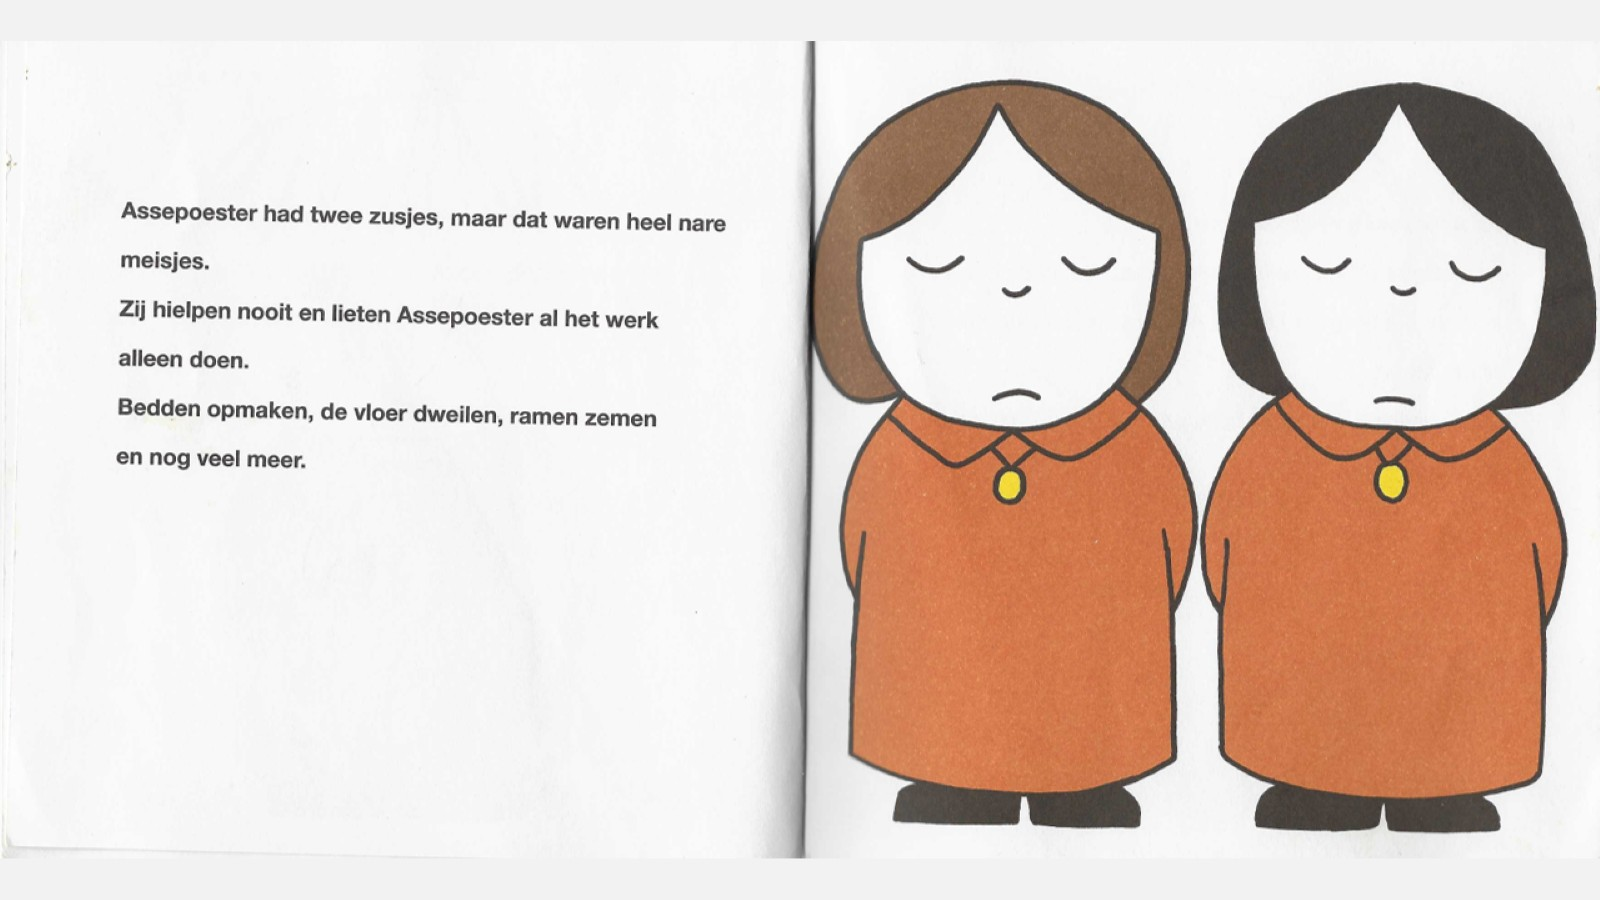 Assepoester had twee zusjes, maar dat waren heel nare
meisjes.
Zij hielpen nooit en lieten Assepoester al het werk
alleen doen.
Bedden opmaken, de vloer dweilen, ramen zemen
en nog veel meer.